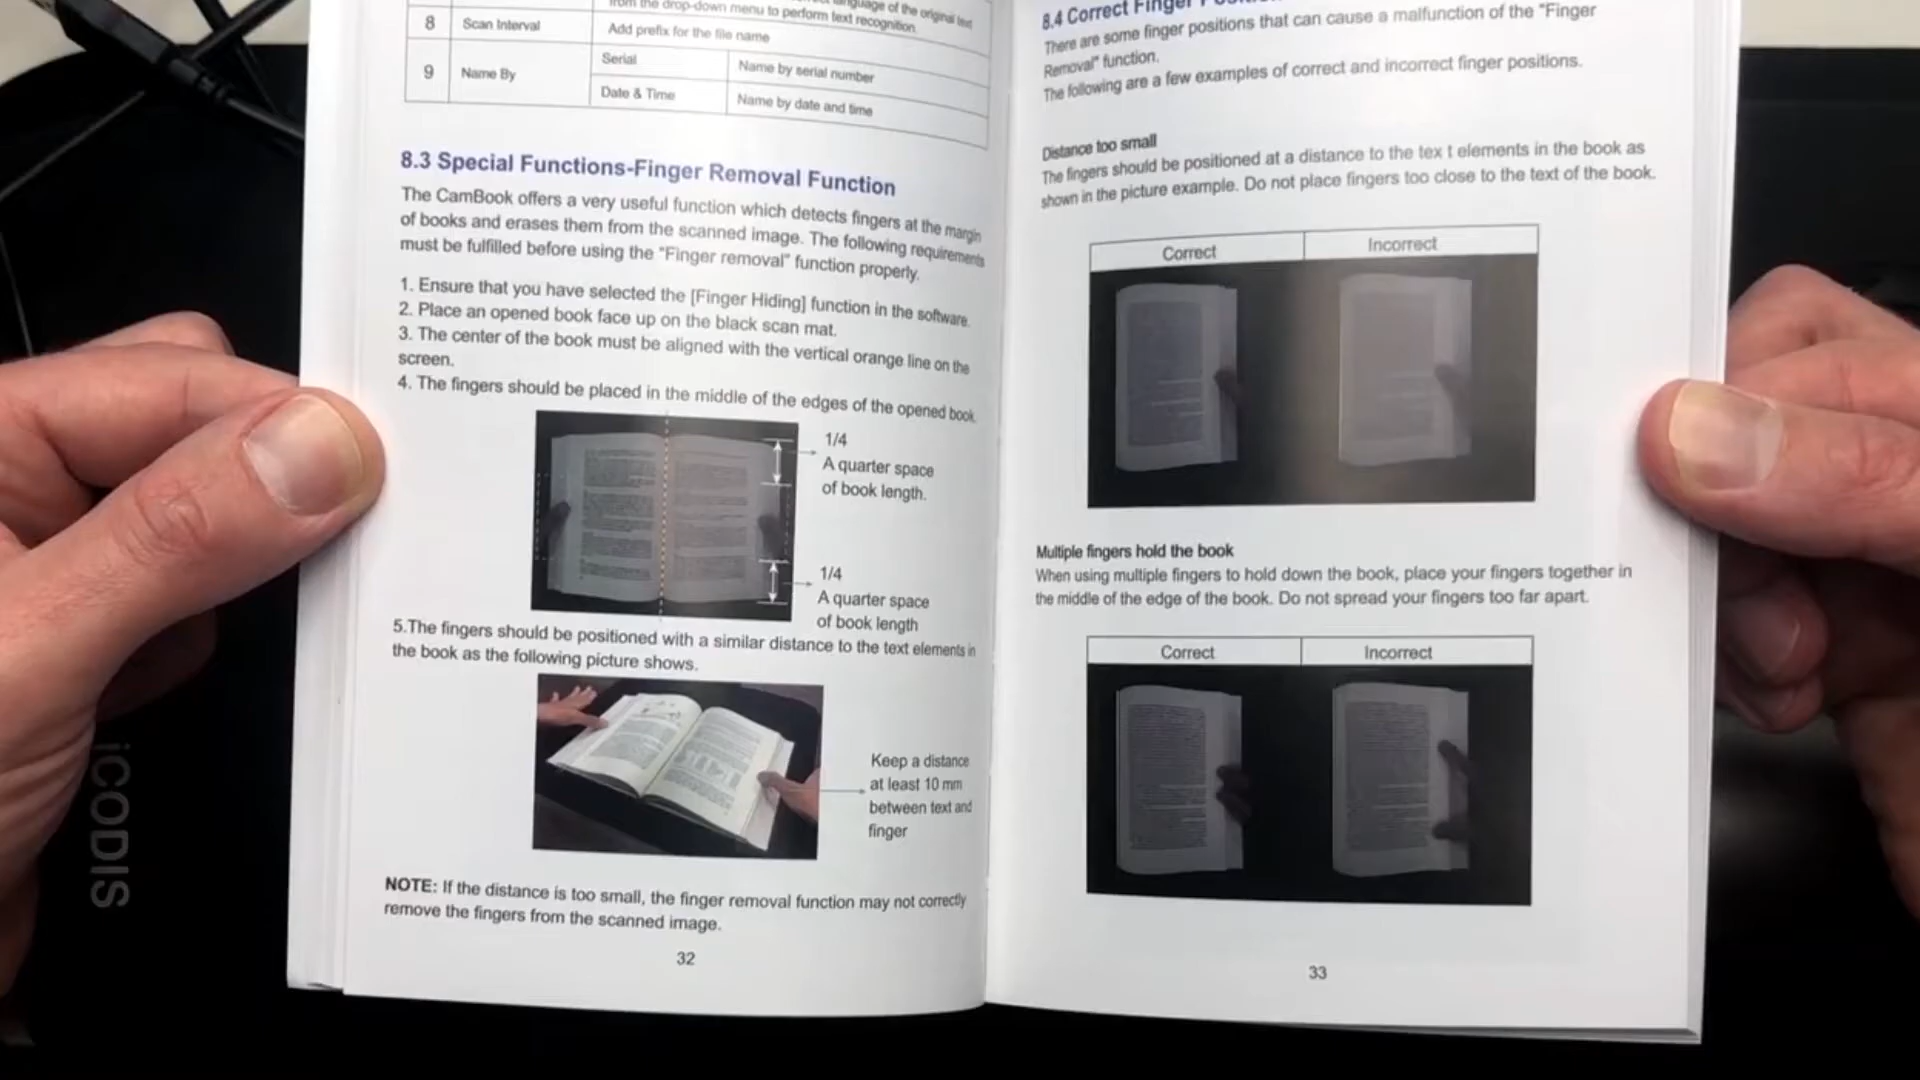 language of the original text
from the drop-down menu to perform text recognition.
8 Scan Interval Add prefix for the file name
9 Name By Serial Name by serial number
Date & Time Name by date and time
8.3 Special Functions-Finger Removal Function
The CamBook offers a very useful function which detects fingers at the margin
of books and erases them from the scanned image. The following requirements
must be fulfilled before using the "Finger removal" function properly.
1. Ensure that you have selected the [Finger Hiding] function in the software.
2. Place an opened book face up on the black scan mat.
3. The center of the book must be aligned with the vertical orange line on the
screen.
4. The fingers should be placed in the middle of the edges of the opened book.
1/4
A quarter space
of book length.
1/4
A quarter space
of book length
5.The fingers should be positioned with a similar distance to the text elements in
the book as the following picture shows.
Keep a distance
at least 10 mm
between text and
finger
NOTE: If the distance is too small, the finger removal function may not correctly
remove the fingers from the scanned image.
32
8.4 Correct Finger
There are some finger positions that can cause a malfunction of the "Finger
Removal" function.
The following are a few examples of correct and incorrect finger positions.
Distance too small
The fingers should be positioned at a distance to the tex t elements in the book as
shown in the picture example. Do not place fingers too close to the text of the book.
Correct Incorrect
Multiple fingers hold the book
When using multiple fingers to hold down the book, place your fingers together in
the middle of the edge of the book. Do not spread your fingers too far apart.
Correct Incorrect
33
iCODIS